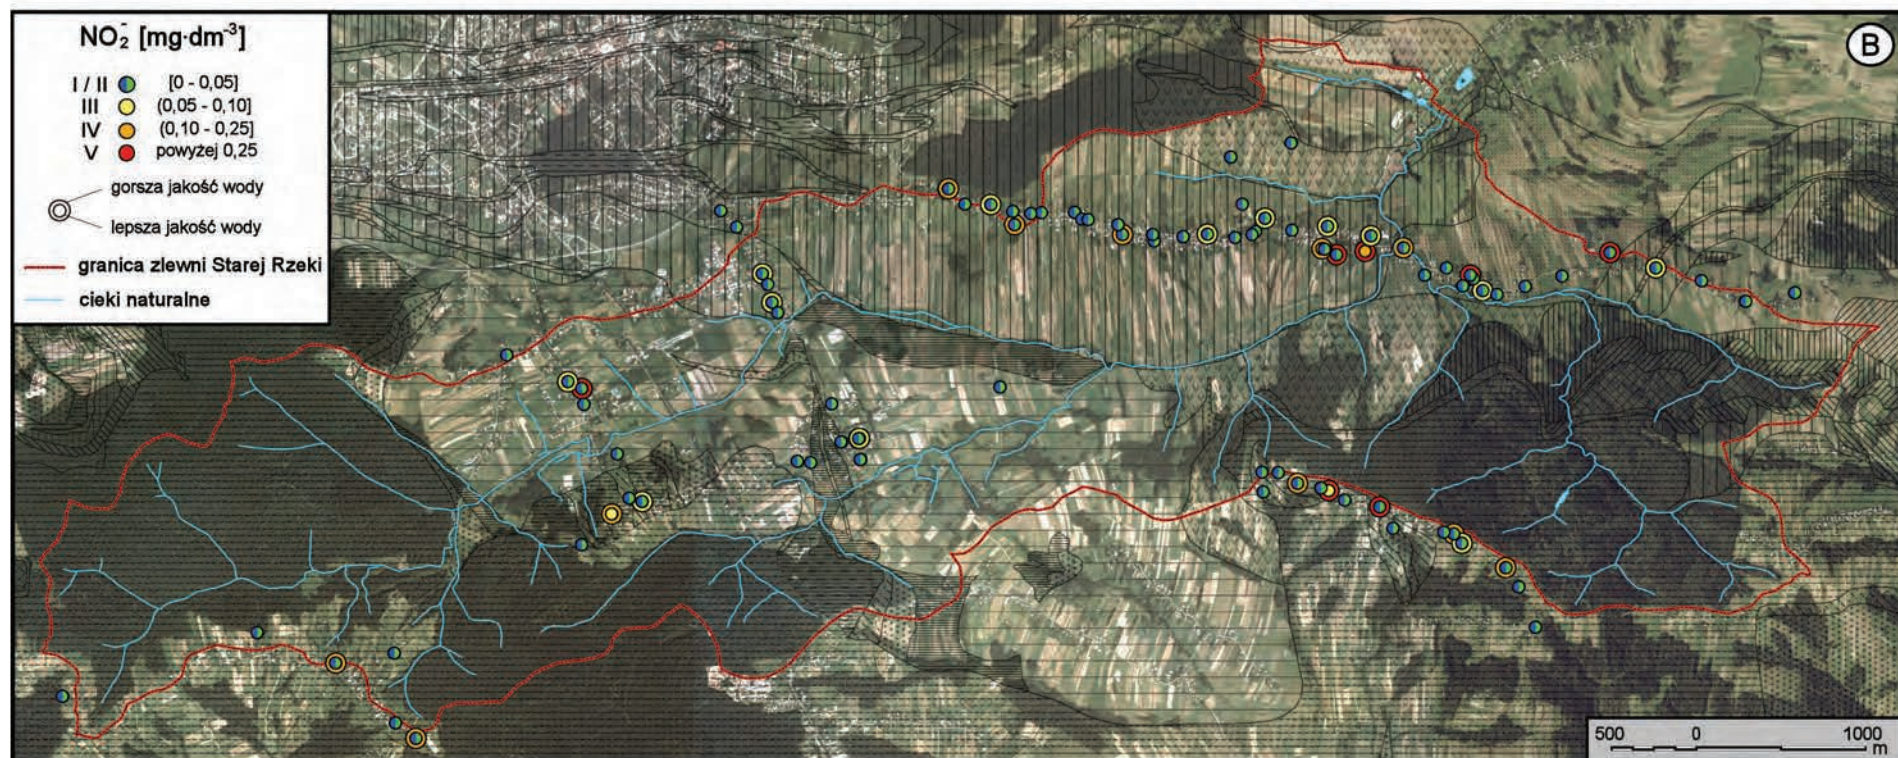 NO₂⁻ [mg·dm⁻³]
I / II [0 - 0,05]
III (0,05 - 0,10]
IV (0,10 - 0,25]
V powyżej 0,25
gorsza jakość wody
lepsza jakość wody
granica zlewni Starej Rzeki
cieki naturalne
B
500 0 1000
m